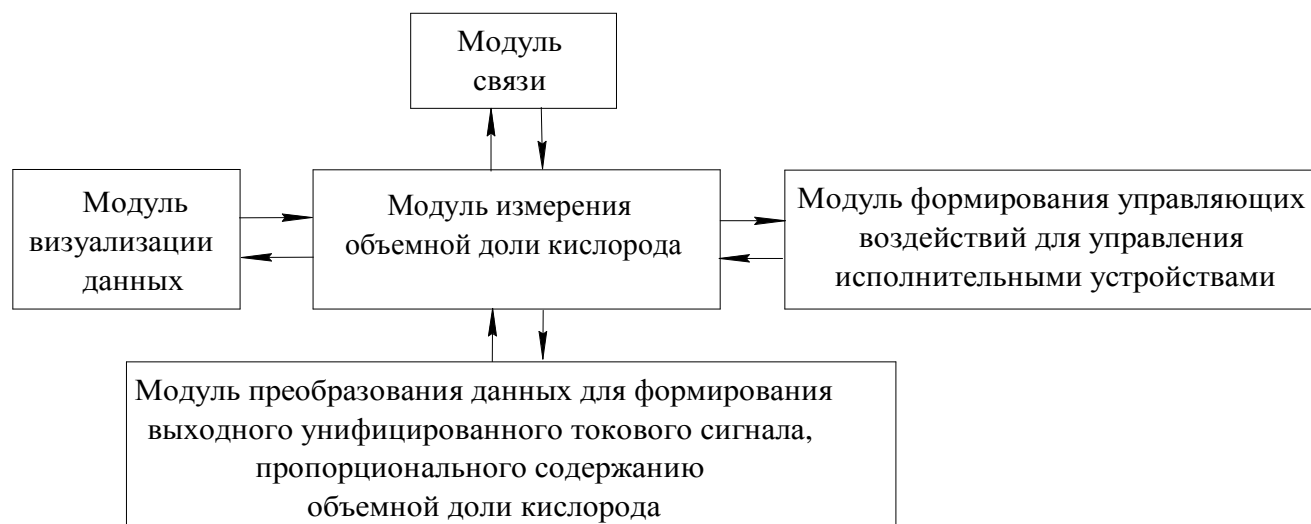 Модуль
связи
Модуль
визуализации
данных
Модуль измерения
объемной доли кислорода
Модуль формирования управляющих
воздействий для управления
исполнительными устройствами
Модуль преобразования данных для формирования
выходного унифицированного токового сигнала,
пропорционального содержанию
объемной доли кислорода